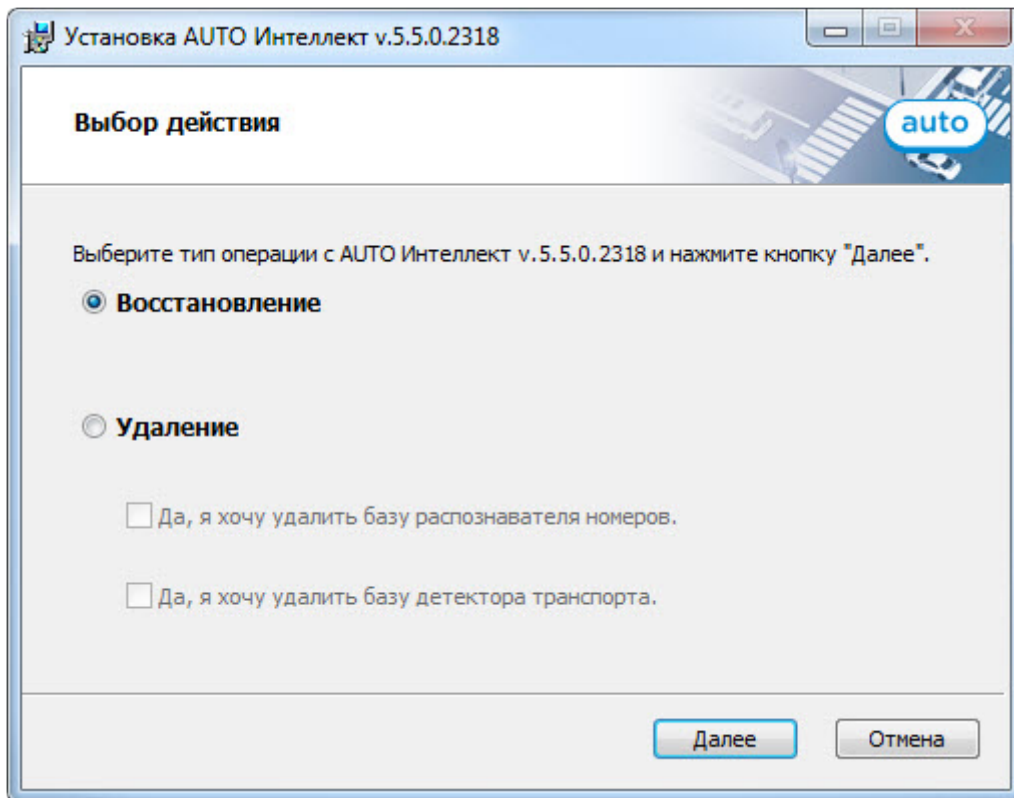 Установка AUTO Интеллект v.5.5.0.2318
Выбор действия
auto
Выберите тип операции с AUTO Интеллект v.5.5.0.2318 и нажмите кнопку "Далее".
Восстановление
Удаление
Да, я хочу удалить базу распознавателя номеров.
Да, я хочу удалить базу детектора транспорта.
Далее
Отмена